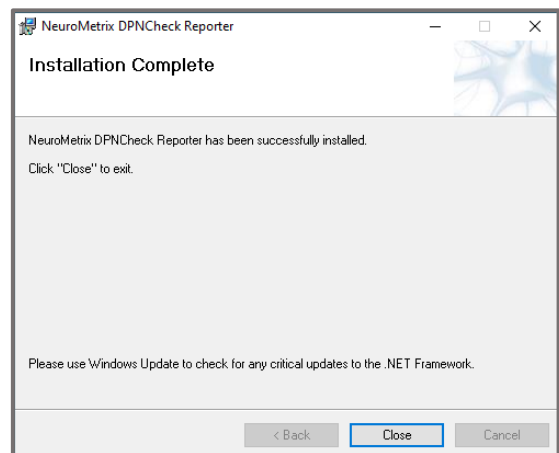 NeuroMetrix DPNCheck Reporter
Installation Complete
NeuroMetrix DPNCheck Reporter has been successfully installed.
Click "Close" to exit.
Please use Windows Update to check for any critical updates to the .NET Framework.
< Back Close Cancel